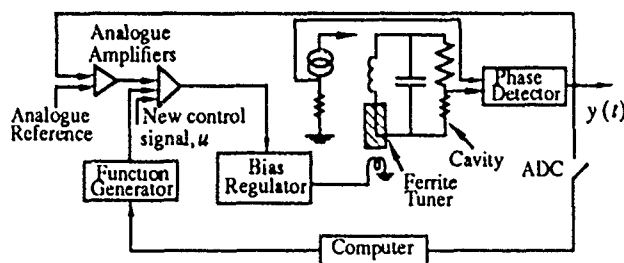 Analogue
Amplifiers
Analogue
Reference
New control
signal, u
Function
Generator
Bias
Regulator
Ferrite
Tuner
Cavity
Phase
Detector
y(t)
ADC
Computer